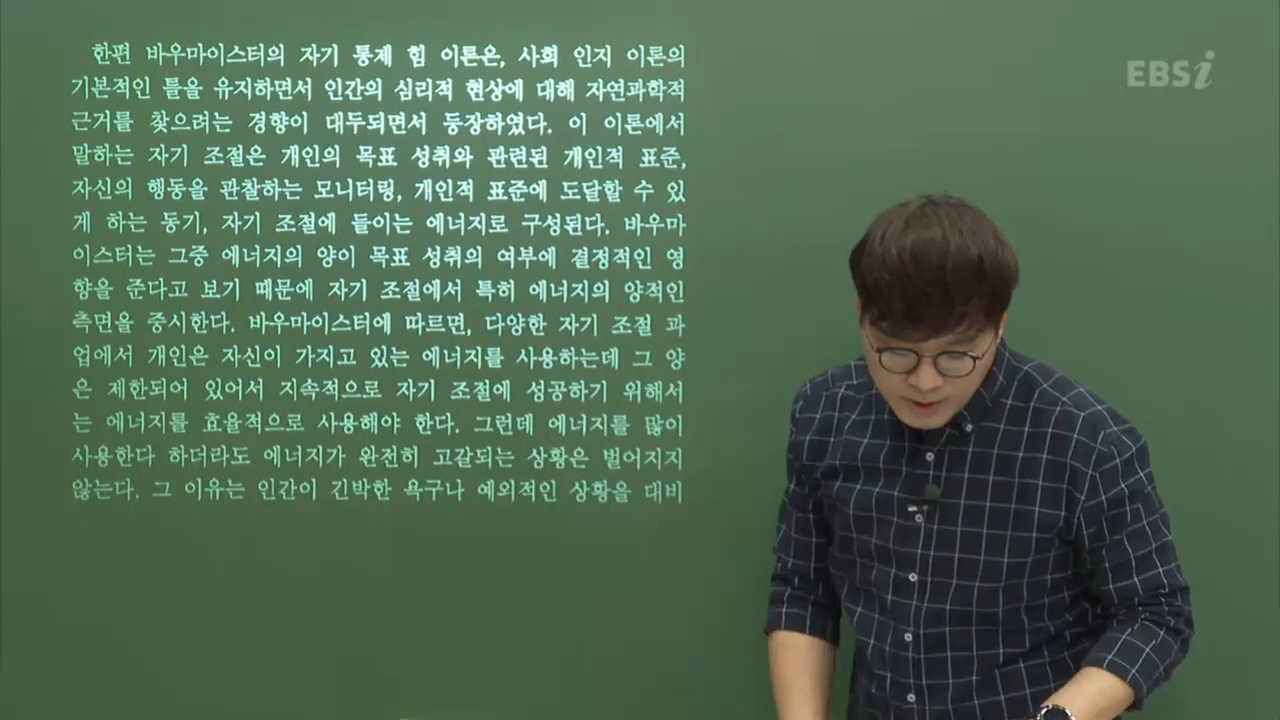 한편 바우마이스터의 자기 통제 힘 이론은, 사회 인지 이론의
기본적인 틀을 유지하면서 인간의 심리적 현상에 대해 자연과학적
근거를 찾으려는 경향이 대두되면서 등장하였다. 이 이론에서
말하는 자기 조절은 개인의 목표 성취와 관련된 개인적 표준,
자신의 행동을 관찰하는 모니터링, 개인적 표준에 도달할 수 있
게 하는 동기, 자기 조절에 들이는 에너지로 구성된다. 바우마
이스터는 그중 에너지의 양이 목표 성취의 여부에 결정적인 영
향을 준다고 보기 때문에 자기 조절에서 특히 에너지의 양적인
측면을 중시한다. 바우마이스터에 따르면, 다양한 자기 조절 과
업에서 개인은 자신이 가지고 있는 에너지를 사용하는데 그 양
은 제한되어 있어서 지속적으로 자기 조절에 성공하기 위해서
는 에너지를 효율적으로 사용해야 한다. 그런데 에너지를 많이
사용한다 하더라도 에너지가 완전히 고갈되는 상황은 벌어지지
않는다. 그 이유는 인간이 긴박한 욕구나 예외적인 상황을 대비
EBSi